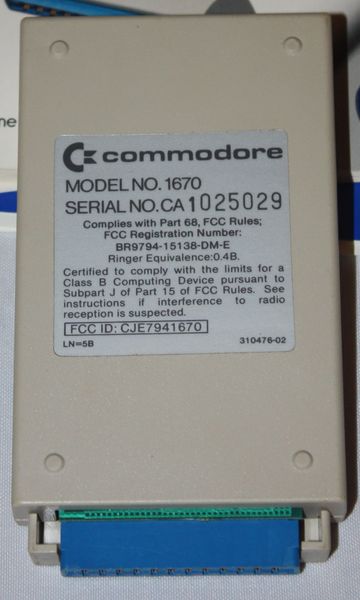 me
commodore
MODEL NO. 1670
SERIAL NO. CA 1025029
Complies with Part 68, FCC Rules;
FCC Registration Number:
BR9794-15138-DM-E
Ringer Equivalence:0.4B.
Certified to comply with the limits for a
Class B Computing Device pursuant to
Subpart J of Part 15 of FCC Rules. See
instructions if interference to radio
reception is suspected.
FCC ID: CJE7941670
LN=5B 310476-02